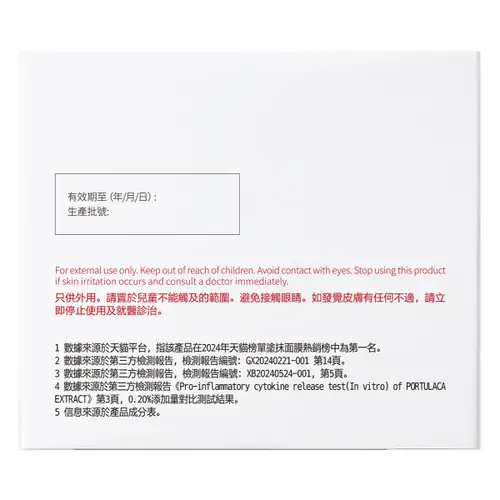 有效期至 (年/月/日) :
生產批號:
For external use only. Keep out of reach of children. Avoid contact with eyes. Stop using this product
if skin irritation occurs and consult a doctor immediately.
只供外用。請置於兒童不能觸及的範圍。避免接觸眼睛。如發覺皮膚有任何不適，請立
即停止使用及就醫診治。
1 數據來源於天貓平台，指該產品在2024年天貓榜單塗抹面膜熱銷榜中為第一名。
2 數據來源於第三方檢測報告，檢測報告編號：GX20240221-001 第14頁。
3 數據來源於第三方檢測報告，檢測報告編號：XB20240524-001，第5頁。
4 數據來源於第三方檢測報告《Pro-inflammatory cytokine release test(In vitro) of PORTULACA
EXTRACT》第3頁，0.20%添加量對比測試結果。
5 信息來源於產品成分表。